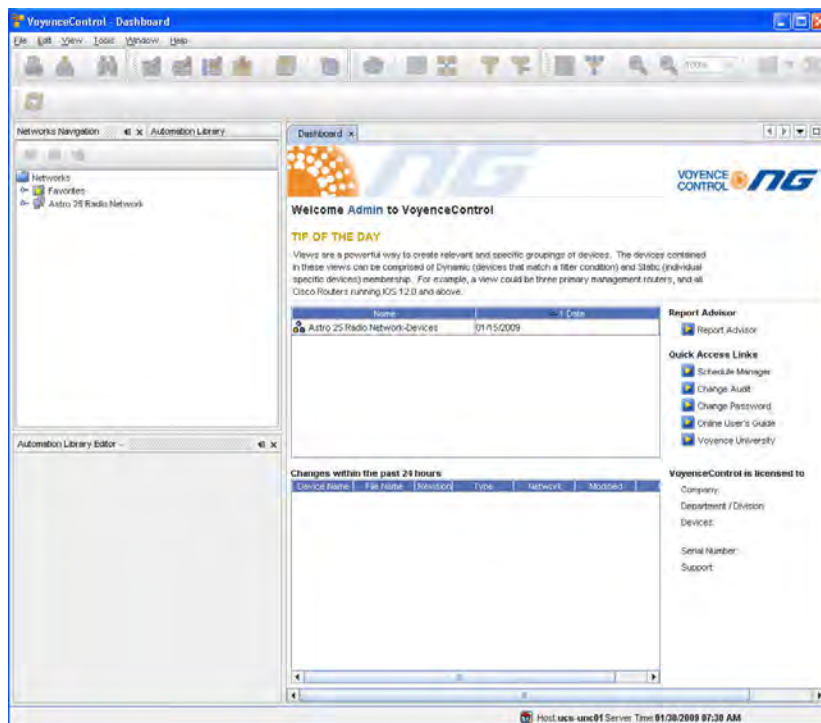 VoyenceControl - Dashboard
File Edit View Tools Window Help
100%
Networks Navigation
Automation Library
Networks
Favorites
Astro 25 Radio Network
Automation Library Editor -
Dashboard
VOYENCE CONTROL NG
Welcome Admin to VoyenceControl
TIP OF THE DAY
Views are a powerful way to create relevant and specific groupings of devices. The devices contained
in these views can be comprised of Dynamic (devices that match a filter condition) and Static (individual
specific devices) membership. For example, a view could be three primary management routers, and all
Cisco Routers running IOS 12.0 and above.
Name 1 Date
Astro 25 Radio Network-Devices 01/15/2009
Report Advisor
Report Advisor
Quick Access Links
Schedule Manager
Change Audit
Change Password
Online User's Guide
Voyence University
Changes within the past 24 hours
Device Name File Name Revision Type Network Modified
VoyenceControl is licensed to
Company:
Department / Division
Devices:
Serial Number:
Support:
Host:ucs-unc01 Server Time:01/30/2009 07:30 AM